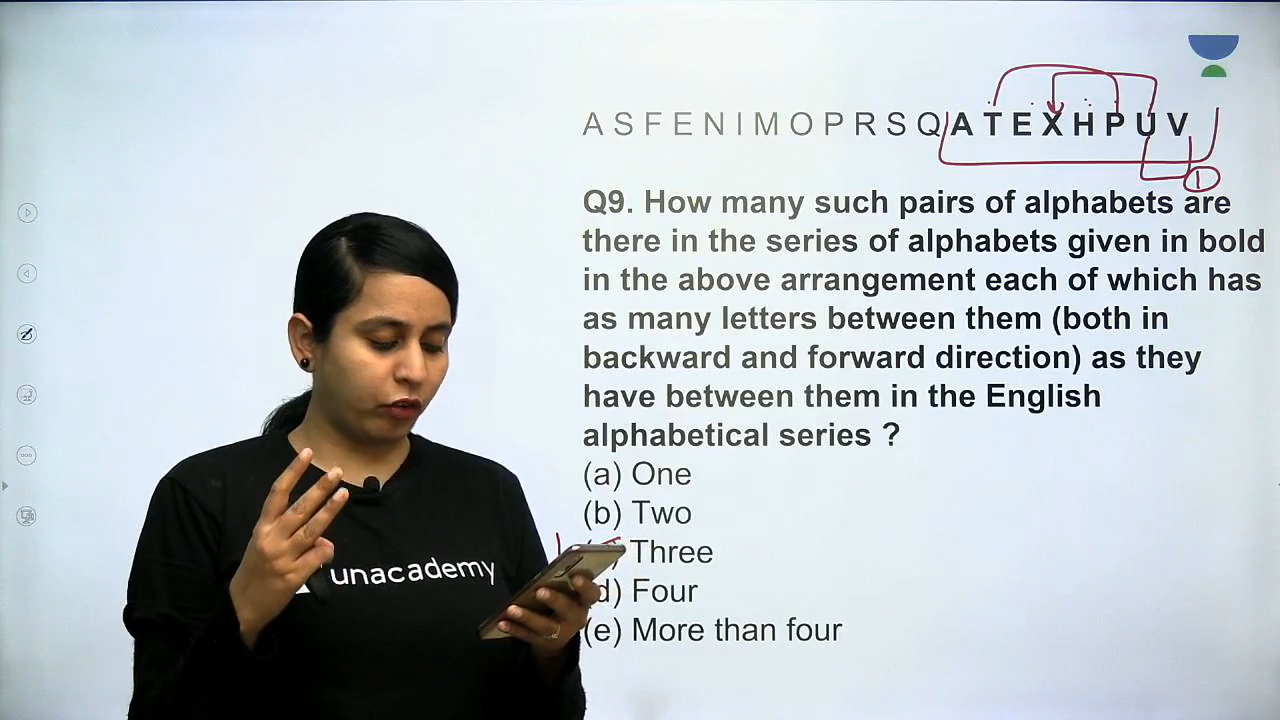 A S F E N I M O P R S Q A T E X H P U V
1
Q9. How many such pairs of alphabets are
there in the series of alphabets given in bold
in the above arrangement each of which has
as many letters between them (both in
backward and forward direction) as they
have between them in the English
alphabetical series ?
(a) One
(b) Two
Three
d) Four
(e) More than four
unacademy